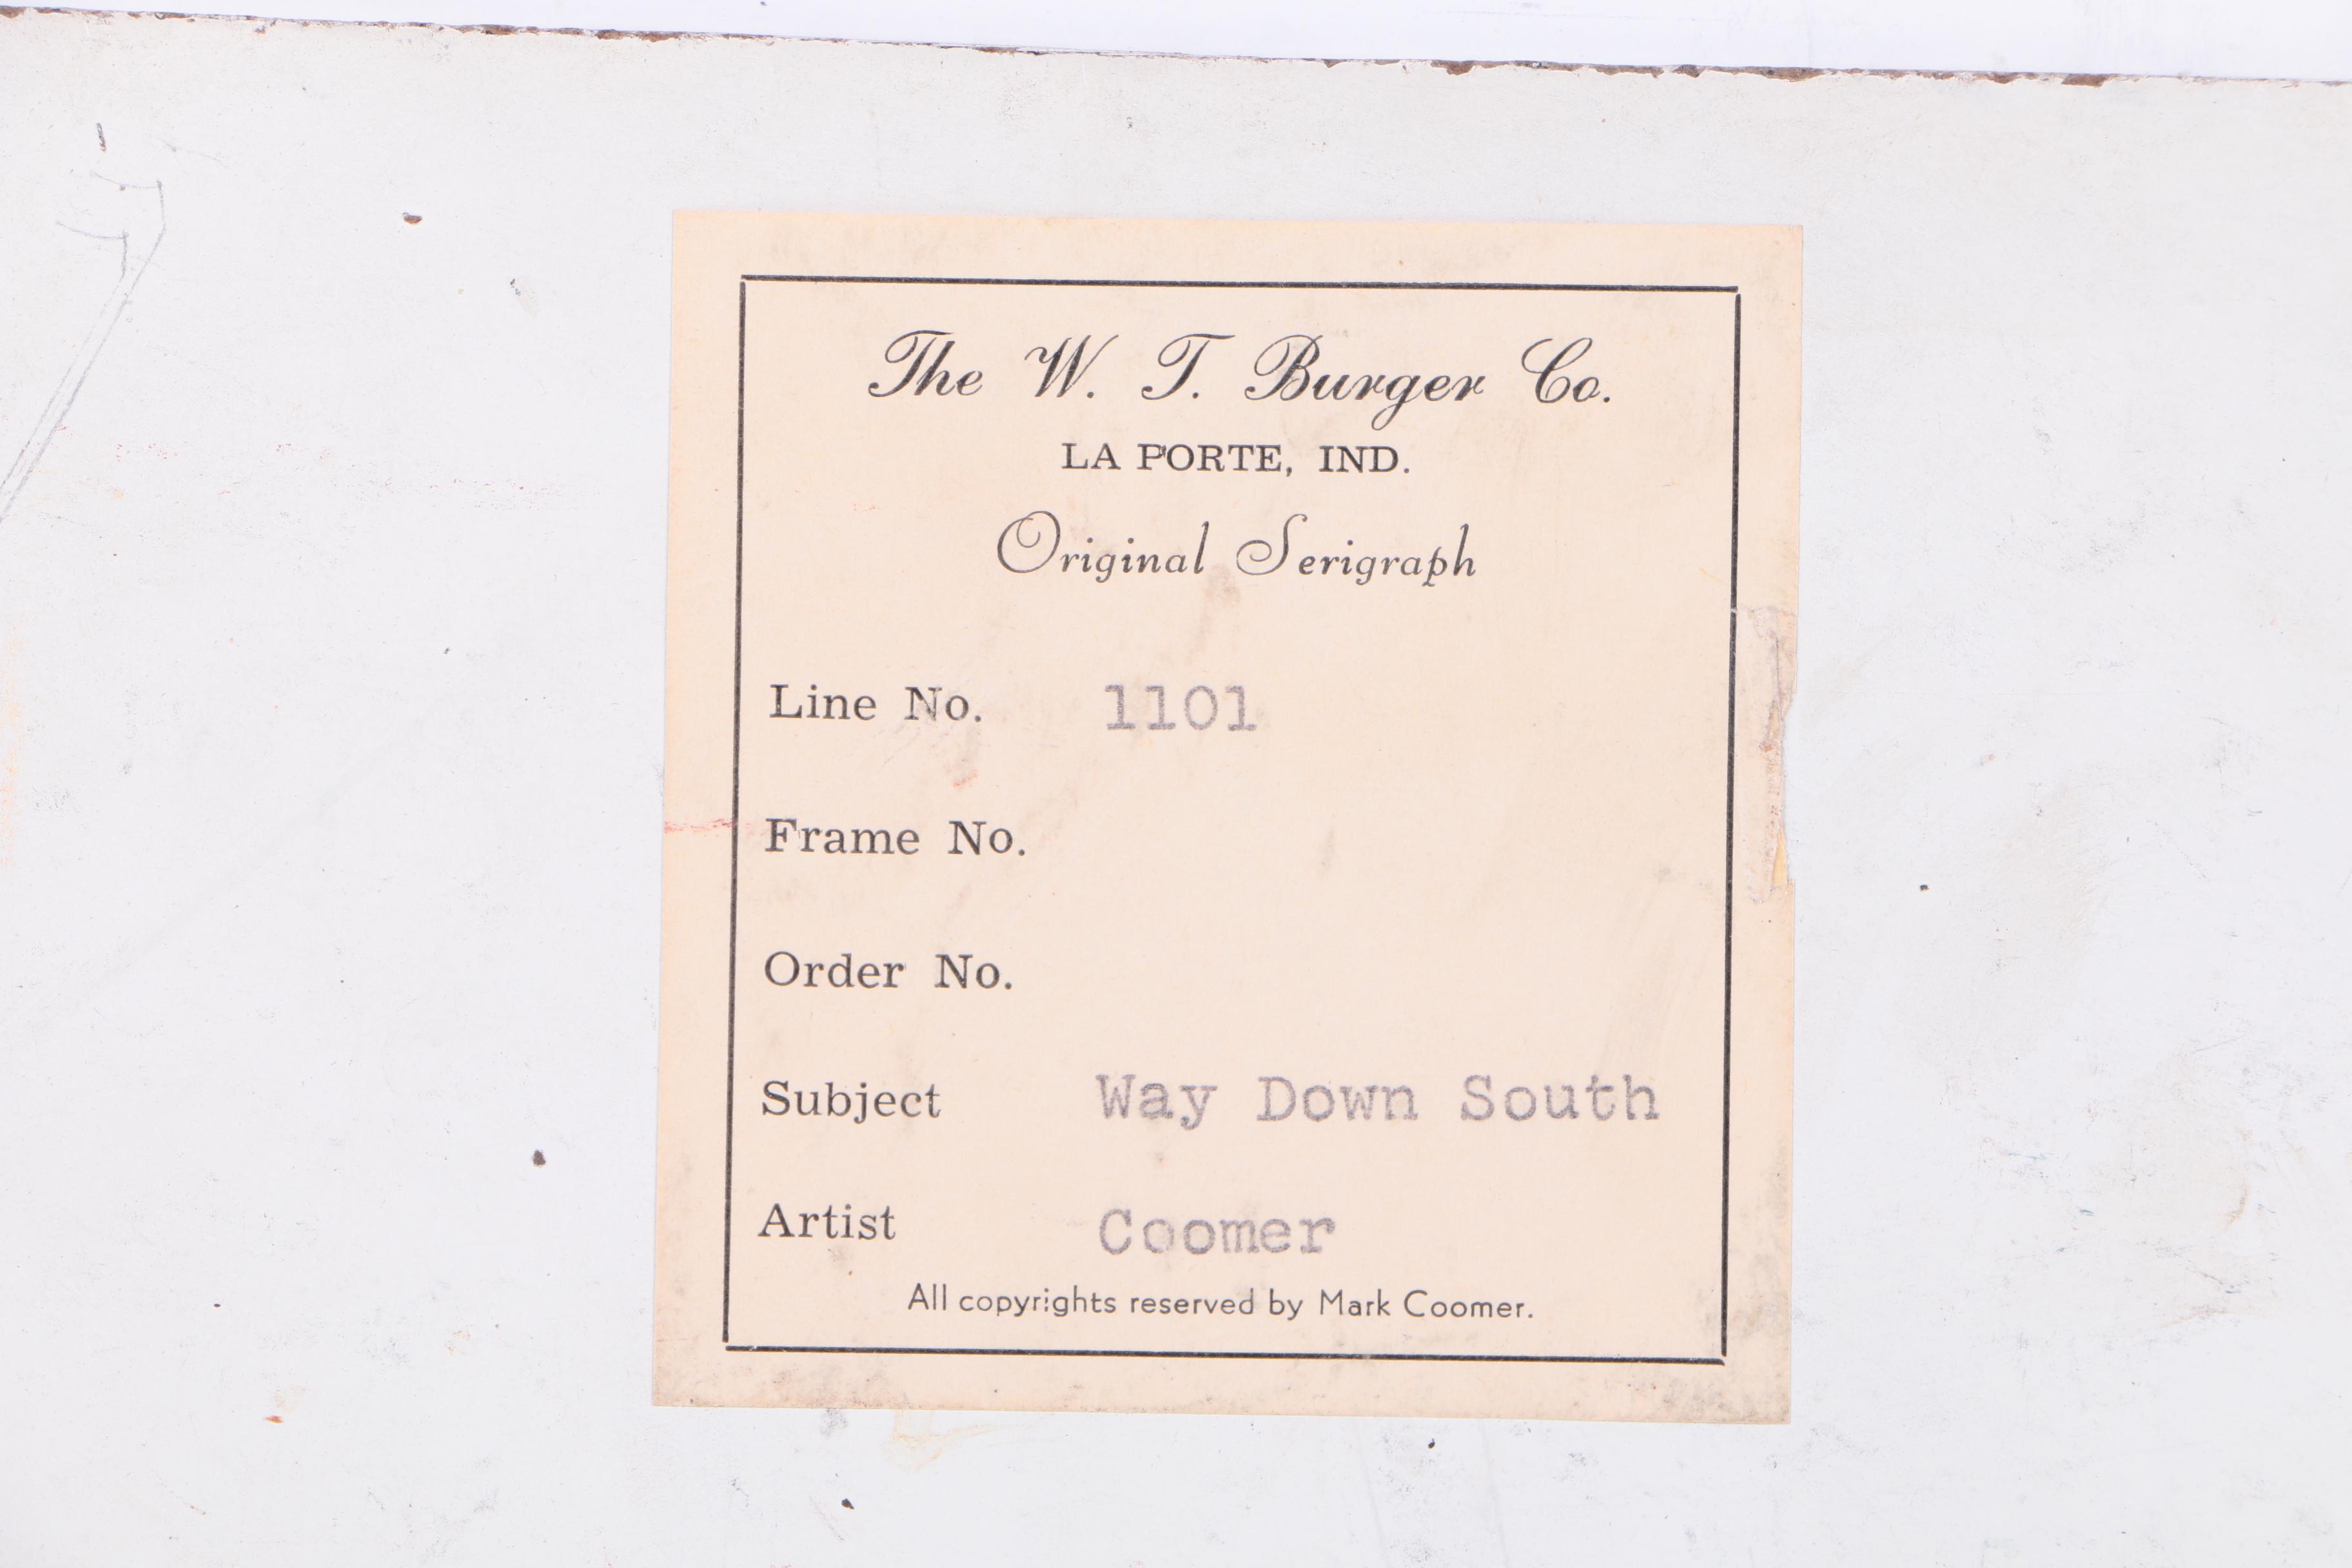 The W. T. Burger Co.
LA PORTE, IND.
Original Serigraph
Line No. 1101
Frame No.
Order No.
Subject Way Down South
Artist Coomer
All copyrights reserved by Mark Coomer.